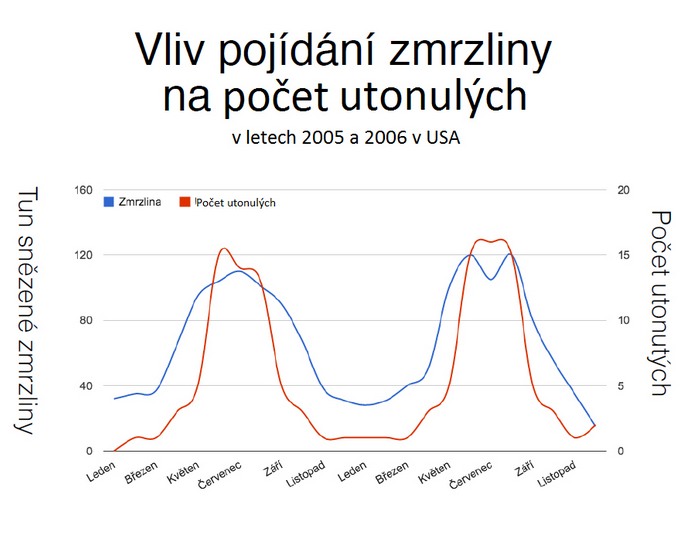 Vliv pojídání zmrzliny
na počet utonulých
v letech 2005 a 2006 v USA
Tun snězené zmrzliny
160
120
80
40
0
Zmrzlina
Počet utonulých
20
15
10
5
0
Počet utonutých
Leden
Březen
Květen
Červenec
Září
Listopad
Leden
Březen
Květen
Červenec
Září
Listopad